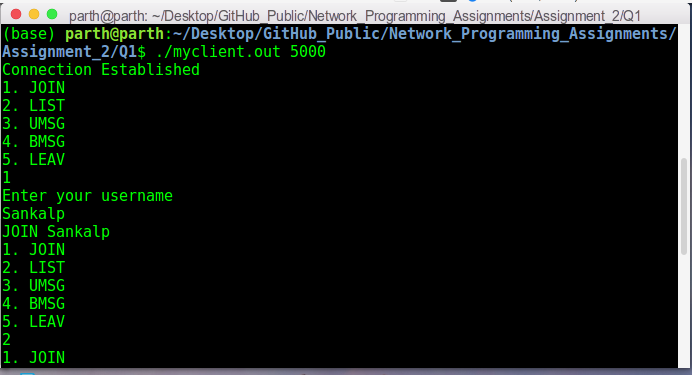 parth@parth: ~/Desktop/GitHub_Public/Network_Programming_Assignments/Assignment_2/Q1
(base) parth@parth:~/Desktop/GitHub_Public/Network_Programming_Assignments/
Assignment_2/Q1$ ./myclient.out 5000
Connection Established
1. JOIN
2. LIST
3. UMSG
4. BMSG
5. LEAV
1
Enter your username
Sankalp
JOIN Sankalp
1. JOIN
2. LIST
3. UMSG
4. BMSG
5. LEAV
2
1. JOIN